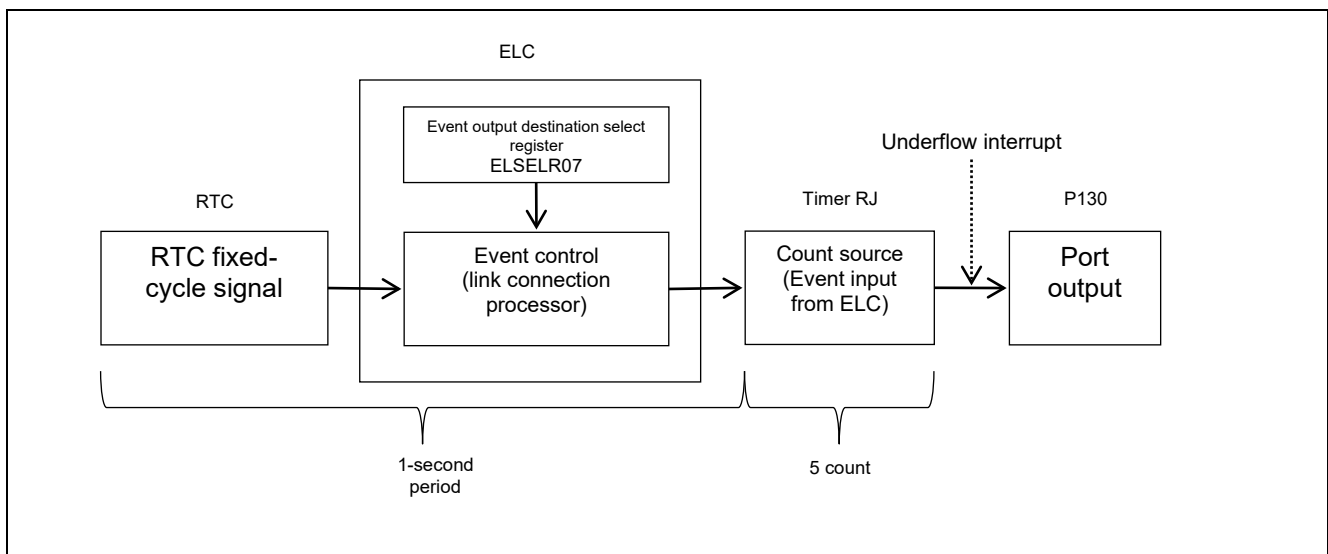 ELC
Event output destination select
register
ELSELR07
Underflow interrupt
RTC
Timer RJ
P130
RTC fixed-
cycle signal
Event control
(link connection
processor)
Count source
(Event input
from ELC)
Port
output
1-second
period
5 count